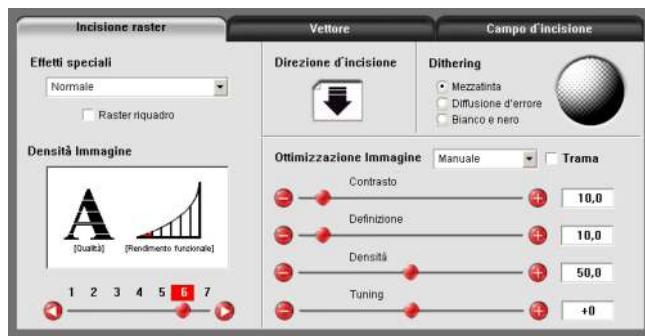 Incisione raster
Vettore
Campo d'incisione
Effetti speciali
Normale
Raster riquadro
Direzione d'incisione
Dithering
Mezzatinta
Diffusione d'errore
Bianco e nero
Densità Immagine
A
[Qualità]
[Rendimento funzionale]
1 2 3 4 5 6 7
Ottimizzazione Immagine
Manuale
Trama
Contrasto
10,0
Definizione
10,0
Densità
50,0
Tuning
+0